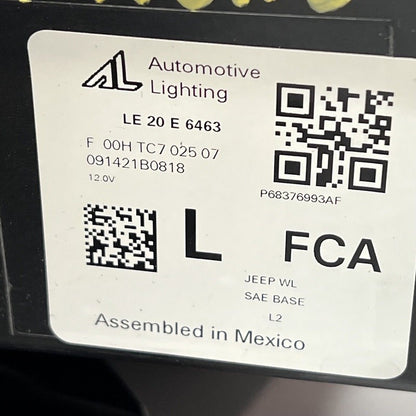 AL Automotive
Lighting
LE 20 E 6463
F 00H TC7 025 07
091421B0818
12.0V
P68376993AF
L
FCA
JEEP WL
SAE BASE
L2
Assembled in Mexico